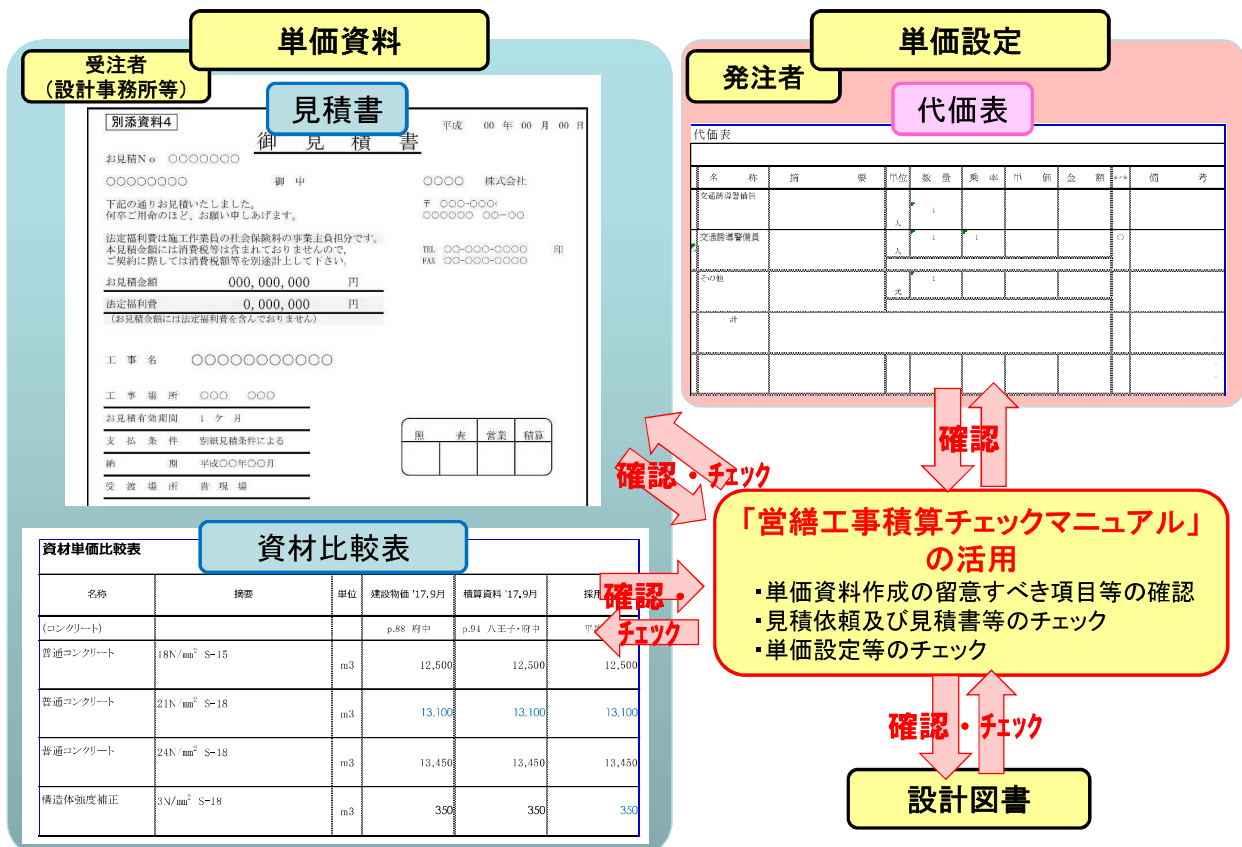 単価資料
受注者
(設計事務所等)
見積書
別添資料4
平成 00 年 00 月 00 日
御 見 積 書
お見積No ○○○○○○○
○○○○○○○○ 御 中
○○○○ 株式会社
下記の通りお見積いたしました。
何卒ご用命のほど、お願い申しあげます。
〒 ○○○-○○○
○○○○○○ ○○-○○
法定福利費は施工作業員の社会保険料の事業主負担分です。
本見積金額には消費税等は含まれておりませんので、
ご契約に際しては消費税額等を別途計上して下さい。
TEL ○○-○○○-○○○○ 印
FAX ○○-○○○-○○○○
お見積金額 000,000,000 円
法定福利費 0,000,000 円
(お見積金額には法定福利費を含んでおりません)
工 事 名 ○○○○○○○○○○○
工 事 場 所 ○○○ ○○○
お見積有効期間 1 ケ 月
支 払 条 件 別紙見積条件による
納 期 平成○○年○○月
受 渡 場 所 貴 現 場
照 査 営業 積算
資材比較表
資材単価比較表
名称 摘要 単位 建設物価 '17.9月 積算資料 '17.9月 採用
(コンクリート) p.88 府中 p.94 八王子・府中
普通コンクリート 18N/mm² S-15 m3 12,500 12,500 12,500
普通コンクリート 21N/mm² S-18 m3 13,100 13,100 13,100
普通コンクリート 24N/mm² S-18 m3 13,450 13,450 13,450
構造体強度補正 3N/mm² S-18 m3 350 350 350
単価設定
発注者
代価表
代価表
名 称 摘 要 単位 数 量 乗 率 単 価 金 額 備 考
交通誘導警備員 人 1
交通誘導警備員 人 1 1 ○
その他 式 1
計
確認
確認・チェック
確認・
チェック
「営繕工事積算チェックマニュアル」
の活用
・単価資料作成の留意すべき項目等の確認
・見積依頼及び見積書等のチェック
・単価設定等のチェック
確認・チェック
設計図書